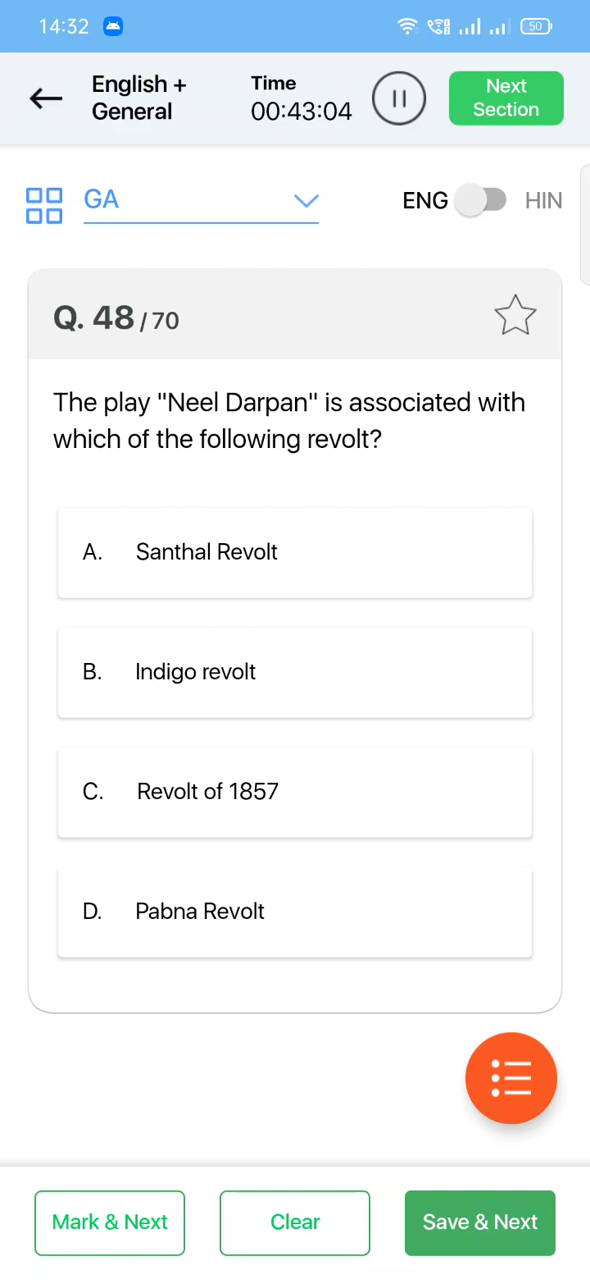 14:32
50
English +
General
Time
00:43:04
Next
Section
GA
ENG
HIN
Q. 48 / 70
The play "Neel Darpan" is associated with
which of the following revolt?
A. Santhal Revolt
B. Indigo revolt
C. Revolt of 1857
D. Pabna Revolt
Mark & Next
Clear
Save & Next